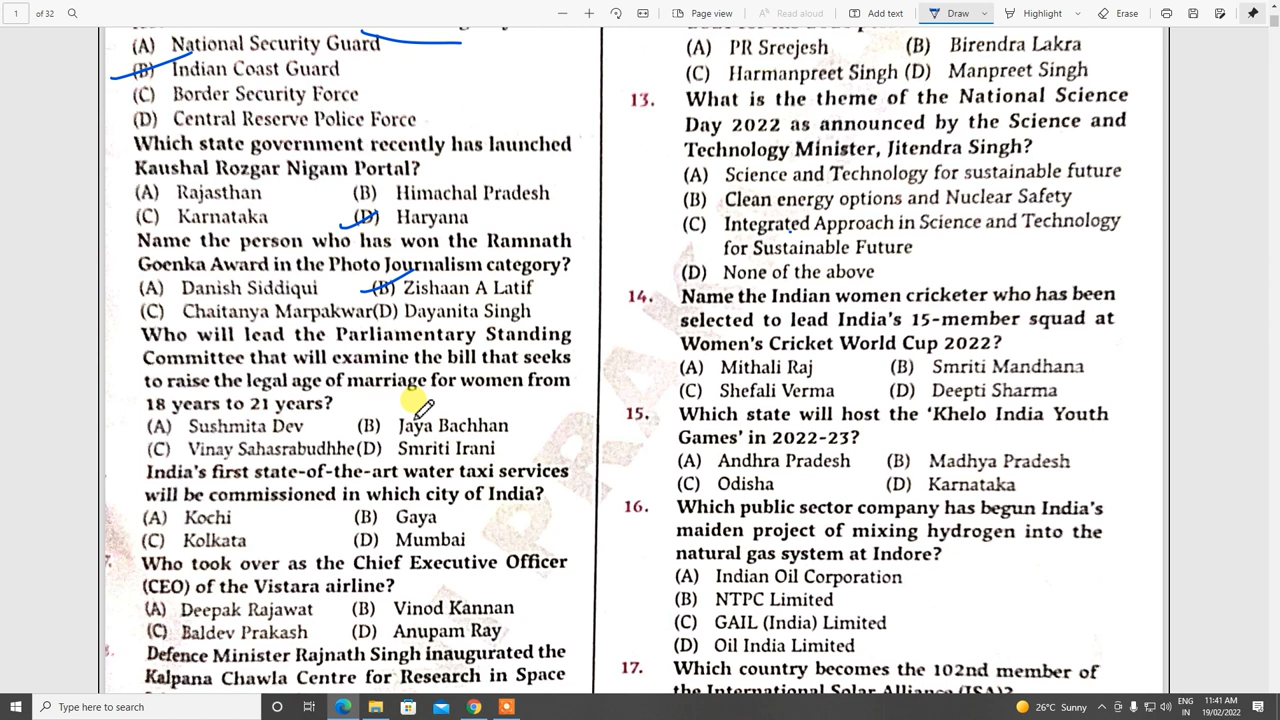 1
of 32
Page view
Read aloud
Add text
Draw
Highlight
Erase
(A) National Security Guard
(B) Indian Coast Guard
(C) Border Security Force
(D) Central Reserve Police Force
Which state government recently has launched
Kaushal Rozgar Nigam Portal?
(A) Rajasthan (B) Himachal Pradesh
(C) Karnataka (D) Haryana
Name the person who has won the Ramnath
Goenka Award in the Photo Journalism category?
(A) Danish Siddiqui (B) Zishaan A Latif
(C) Chaitanya Marpakwar(D) Dayanita Singh
Who will lead the Parliamentary Standing
Committee that will examine the bill that seeks
to raise the legal age of marriage for women from
18 years to 21 years?
(A) Sushmita Dev (B) Jaya Bachhan
(C) Vinay Sahasrabudhhe(D) Smriti Irani
India's first state-of-the-art water taxi services
will be commissioned in which city of India?
(A) Kochi (B) Gaya
(C) Kolkata (D) Mumbai
Who took over as the Chief Executive Officer
(CEO) of the Vistara airline?
(A) Deepak Rajawat (B) Vinod Kannan
(C) Baldev Prakash (D) Anupam Ray
Defence Minister Rajnath Singh inaugurated the
Kalpana Chawla Centre for Research in Space
(A) PR Sreejesh (B) Birendra Lakra
(C) Harmanpreet Singh (D) Manpreet Singh
13. What is the theme of the National Science
Day 2022 as announced by the Science and
Technology Minister, Jitendra Singh?
(A) Science and Technology for sustainable future
(B) Clean energy options and Nuclear Safety
(C) Integrated Approach in Science and Technology
for Sustainable Future
(D) None of the above
14. Name the Indian women cricketer who has been
selected to lead India's 15-member squad at
Women's Cricket World Cup 2022?
(A) Mithali Raj (B) Smriti Mandhana
(C) Shefali Verma (D) Deepti Sharma
15. Which state will host the 'Khelo India Youth
Games' in 2022-23?
(A) Andhra Pradesh (B) Madhya Pradesh
(C) Odisha (D) Karnataka
16. Which public sector company has begun India's
maiden project of mixing hydrogen into the
natural gas system at Indore?
(A) Indian Oil Corporation
(B) NTPC Limited
(C) GAIL (India) Limited
(D) Oil India Limited
17. Which country becomes the 102nd member of
the International Solar Alliance (ISA)?
Type here to search
26°C Sunny
ENG
IN
11:41 AM
19/02/2022